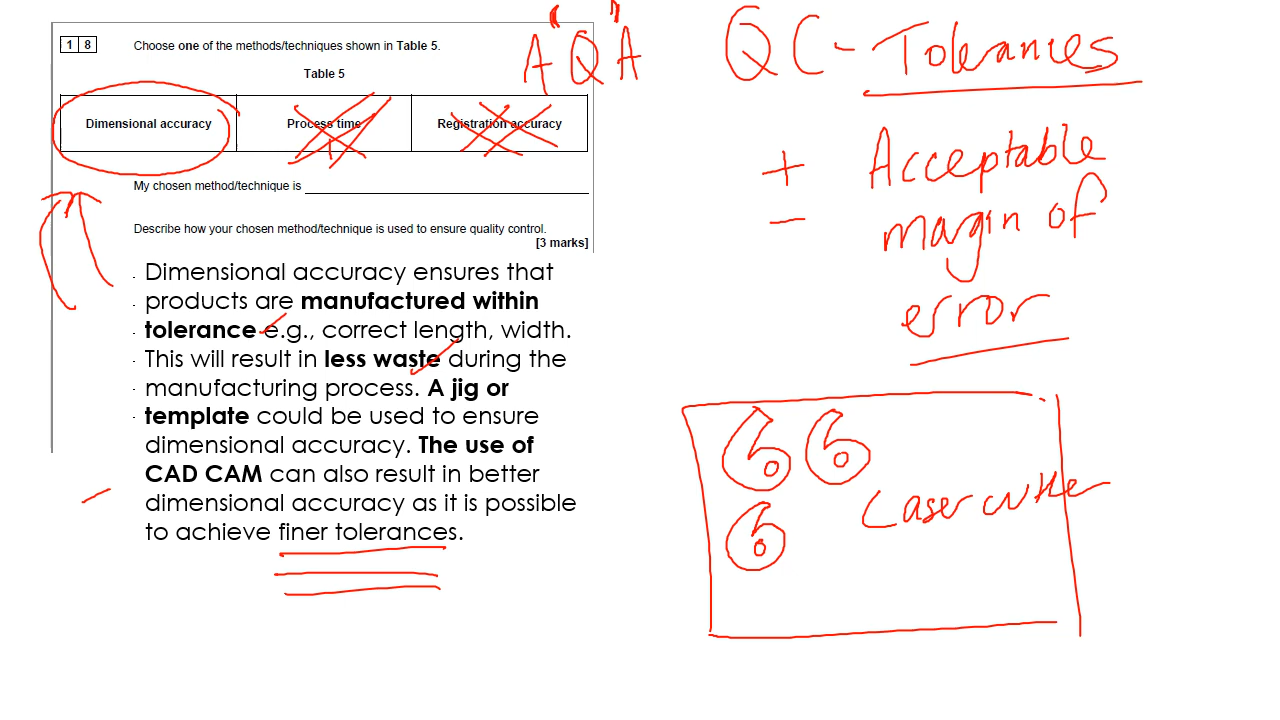 18 Choose one of the methods/techniques shown in Table 5.
Table 5
Dimensional accuracy Process time Registration accuracy
My chosen method/technique is
Describe how your chosen method/technique is used to ensure quality control.
[3 marks]
Dimensional accuracy ensures that
products are manufactured within
tolerance e.g., correct length, width.
This will result in less waste during the
manufacturing process. A jig or
template could be used to ensure
dimensional accuracy. The use of
CAD CAM can also result in better
dimensional accuracy as it is possible
to achieve finer tolerances.
A "Q" A
QC - Tolerances
+ Acceptable
- margin of
error
6 6
Laser cutter
6